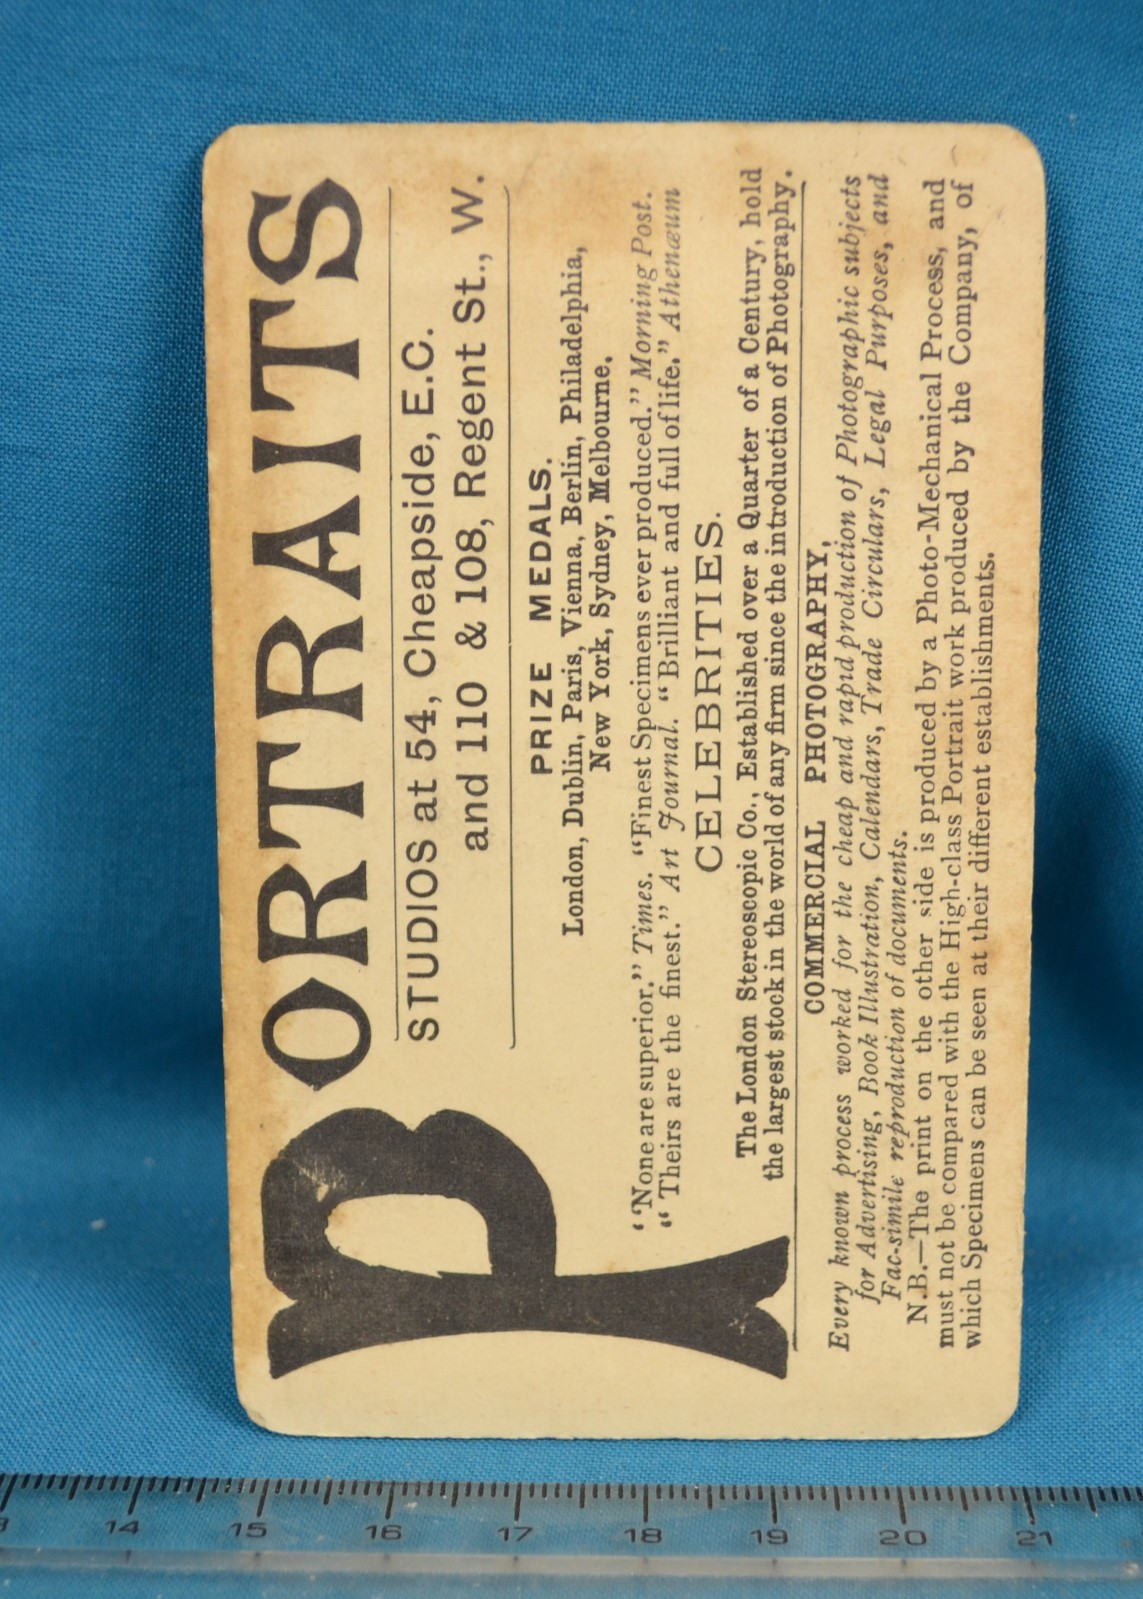 PORTRAITS
STUDIOS at 54, Cheapside, E.C.
and 110 & 108, Regent St., W.
PRIZE MEDALS.
London, Dublin, Paris, Vienna, Berlin, Philadelphia,
New York, Sydney, Melbourne.
"None are superior." Times. "Finest Specimens ever produced." Morning Post.
"Theirs are the finest." Art Journal. "Brilliant and full of life." Athenæum
CELEBRITIES.
The London Stereoscopic Co., Established over a Quarter of a Century, hold
the largest stock in the world of any firm since the introduction of Photography.
COMMERCIAL PHOTOGRAPHY,
Every known process worked for the cheap and rapid production of Photographic subjects
for Advertising, Book Illustration, Calendars, Trade Circulars, Legal Purposes, and
Fac-simile reproduction of documents.
N.B.—The print on the other side is produced by a Photo-Mechanical Process, and
must not be compared with the High-class Portrait work produced by the Company, of
which Specimens can be seen at their different establishments.
3 14 15 16 17 18 19 20 21